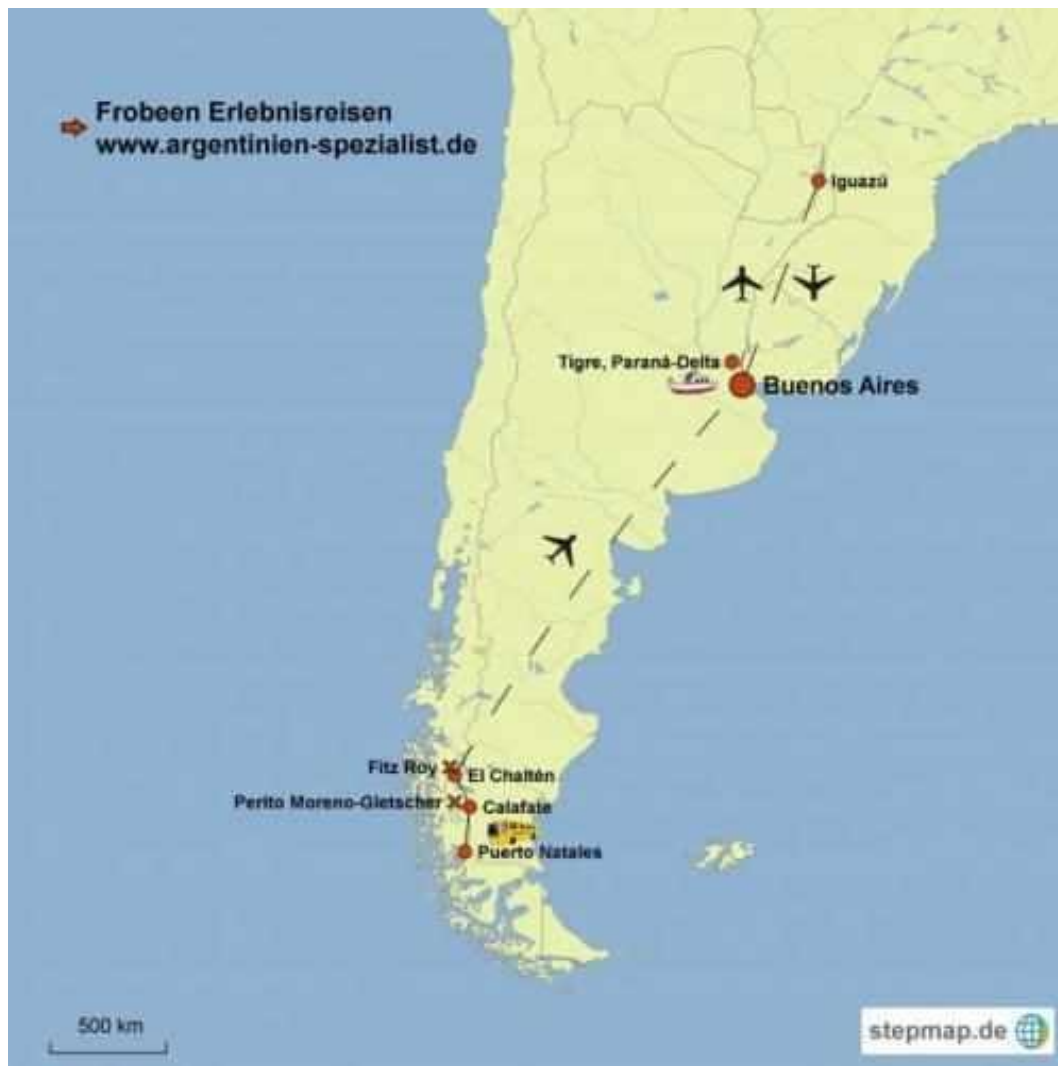 Frobeen Erlebnisreisen
www.argentinien-spezialist.de
Iguazú
Tigre, Paraná-Delta
Buenos Aires
Fitz Roy
El Chaltén
Perito Moreno-Gletscher
Calafate
Puerto Natales
500 km
stepmap.de